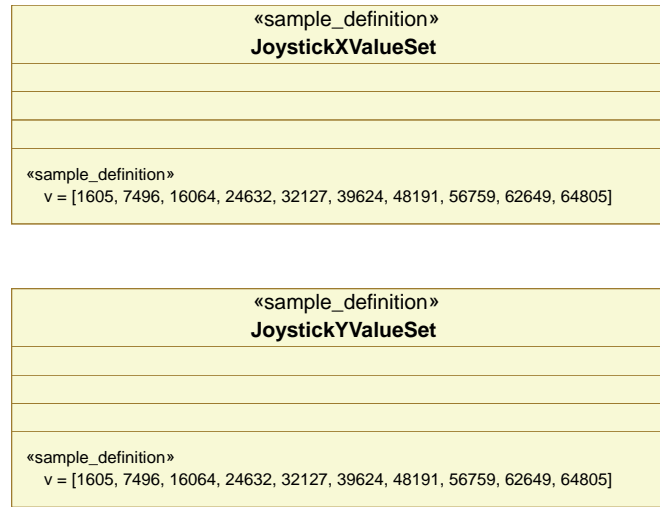 «sample_definition»
JoystickXValueSet
«sample_definition»
v = [1605, 7496, 16064, 24632, 32127, 39624, 48191, 56759, 62649, 64805]
«sample_definition»
JoystickYValueSet
«sample_definition»
v = [1605, 7496, 16064, 24632, 32127, 39624, 48191, 56759, 62649, 64805]